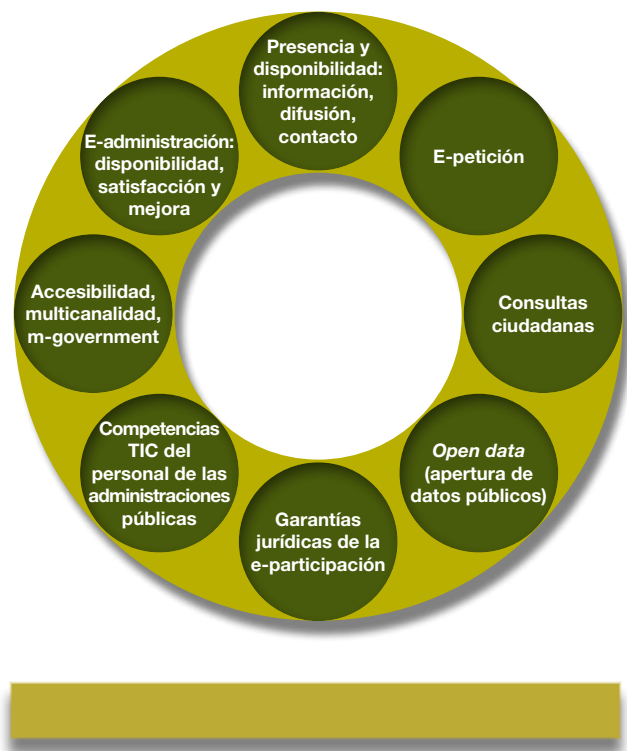 Presencia y
disponibilidad:
información,
difusión,
contacto
E-petición
Consultas
ciudadanas
Open data
(apertura de
datos públicos)
Garantías
jurídicas de la
e-participación
Competencias
TIC del
personal de las
administraciones
públicas
Accesibilidad,
multicanalidad,
m-government
E-administración:
disponibilidad,
satisfacción y
mejora